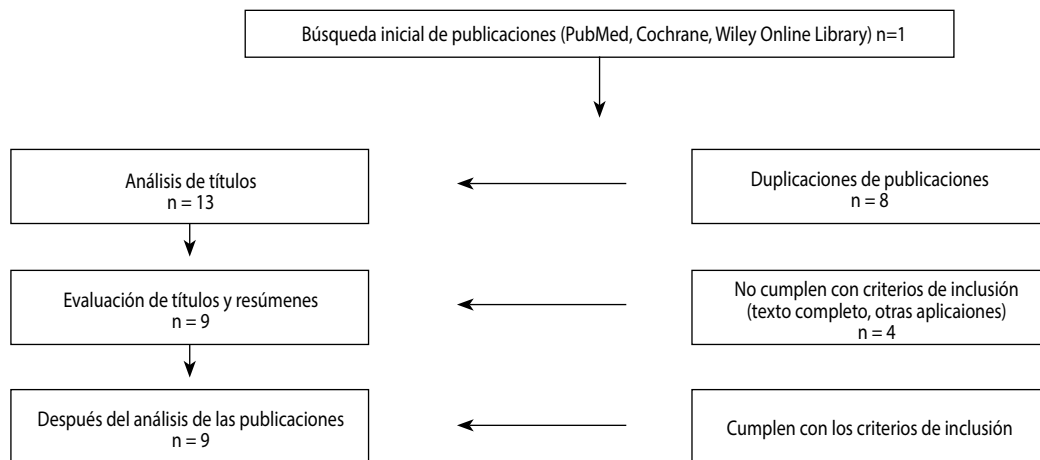 Búsqueda inicial de publicaciones (PubMed, Cochrane, Wiley Online Library) n=1
Análisis de títulos
n = 13
Duplicaciones de publicaciones
n = 8
Evaluación de títulos y resúmenes
n = 9
No cumplen con criterios de inclusión
(texto completo, otras aplicaiones)
n = 4
Después del análisis de las publicaciones
n = 9
Cumplen con los criterios de inclusión